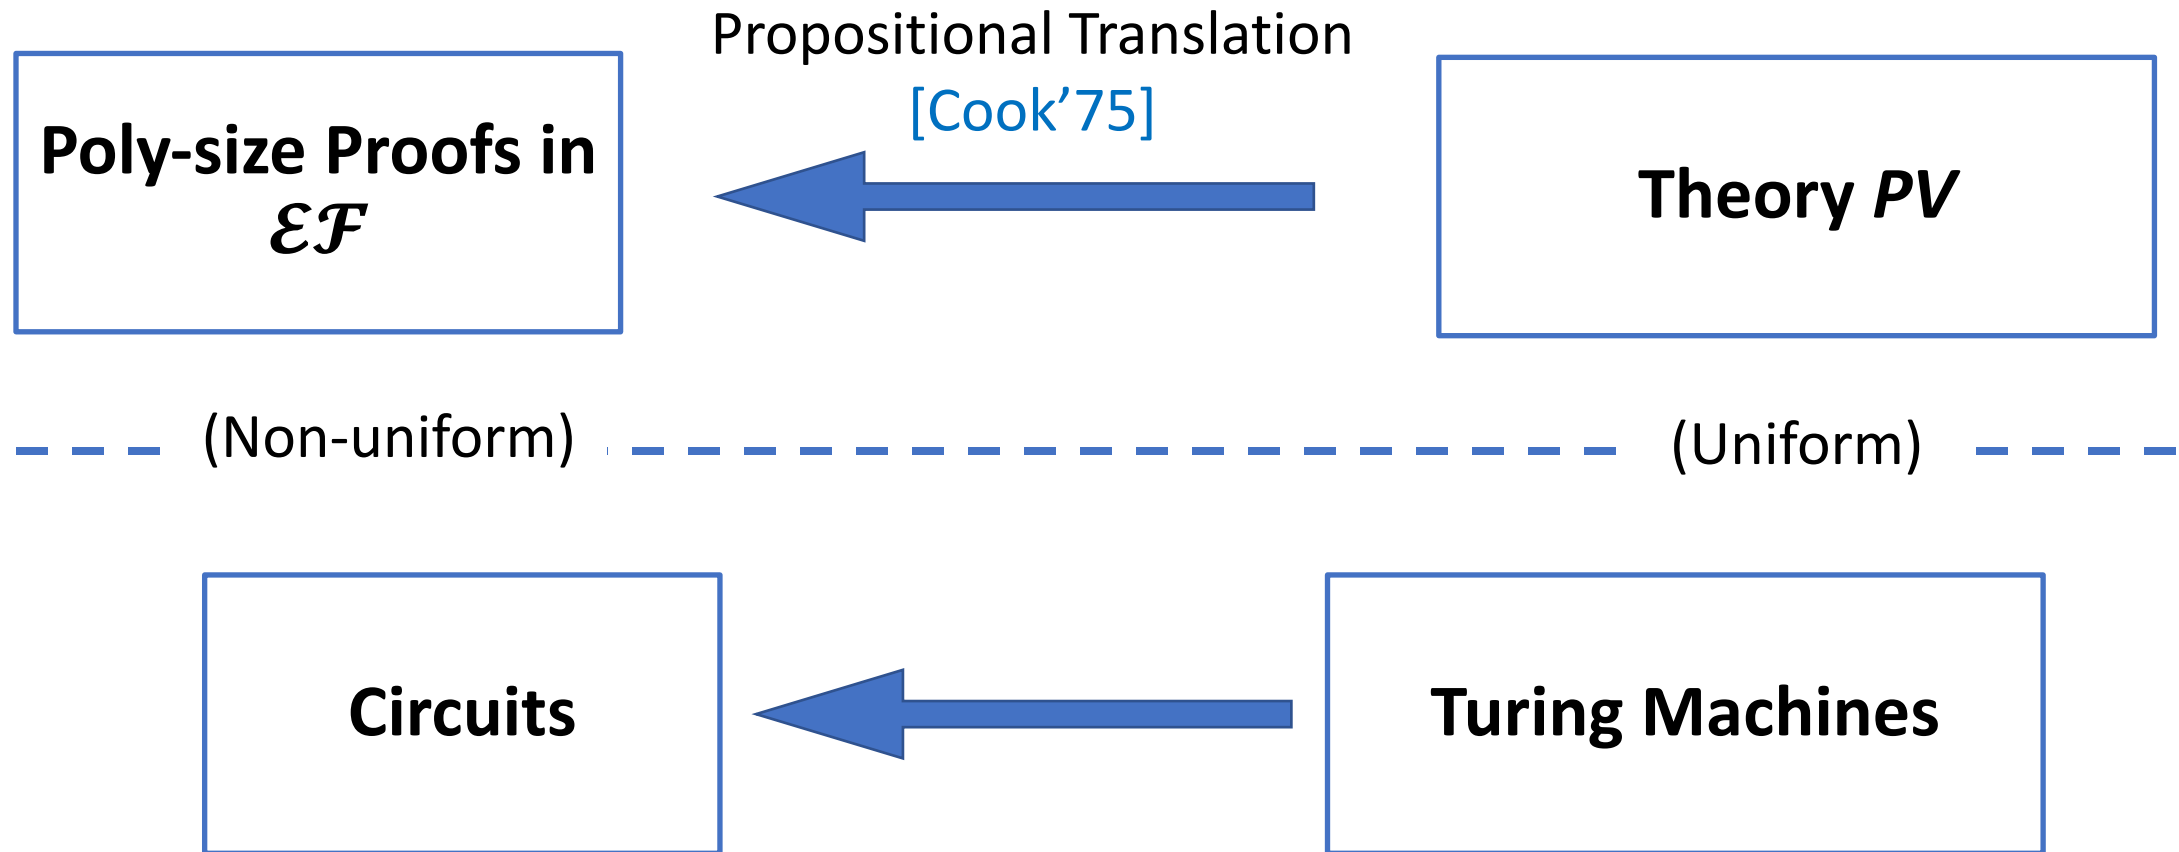 Propositional Translation
[Cook’75]
Poly-size Proofs in
ℰℱ
Theory PV
(Non-uniform)
(Uniform)
Circuits
Turing Machines